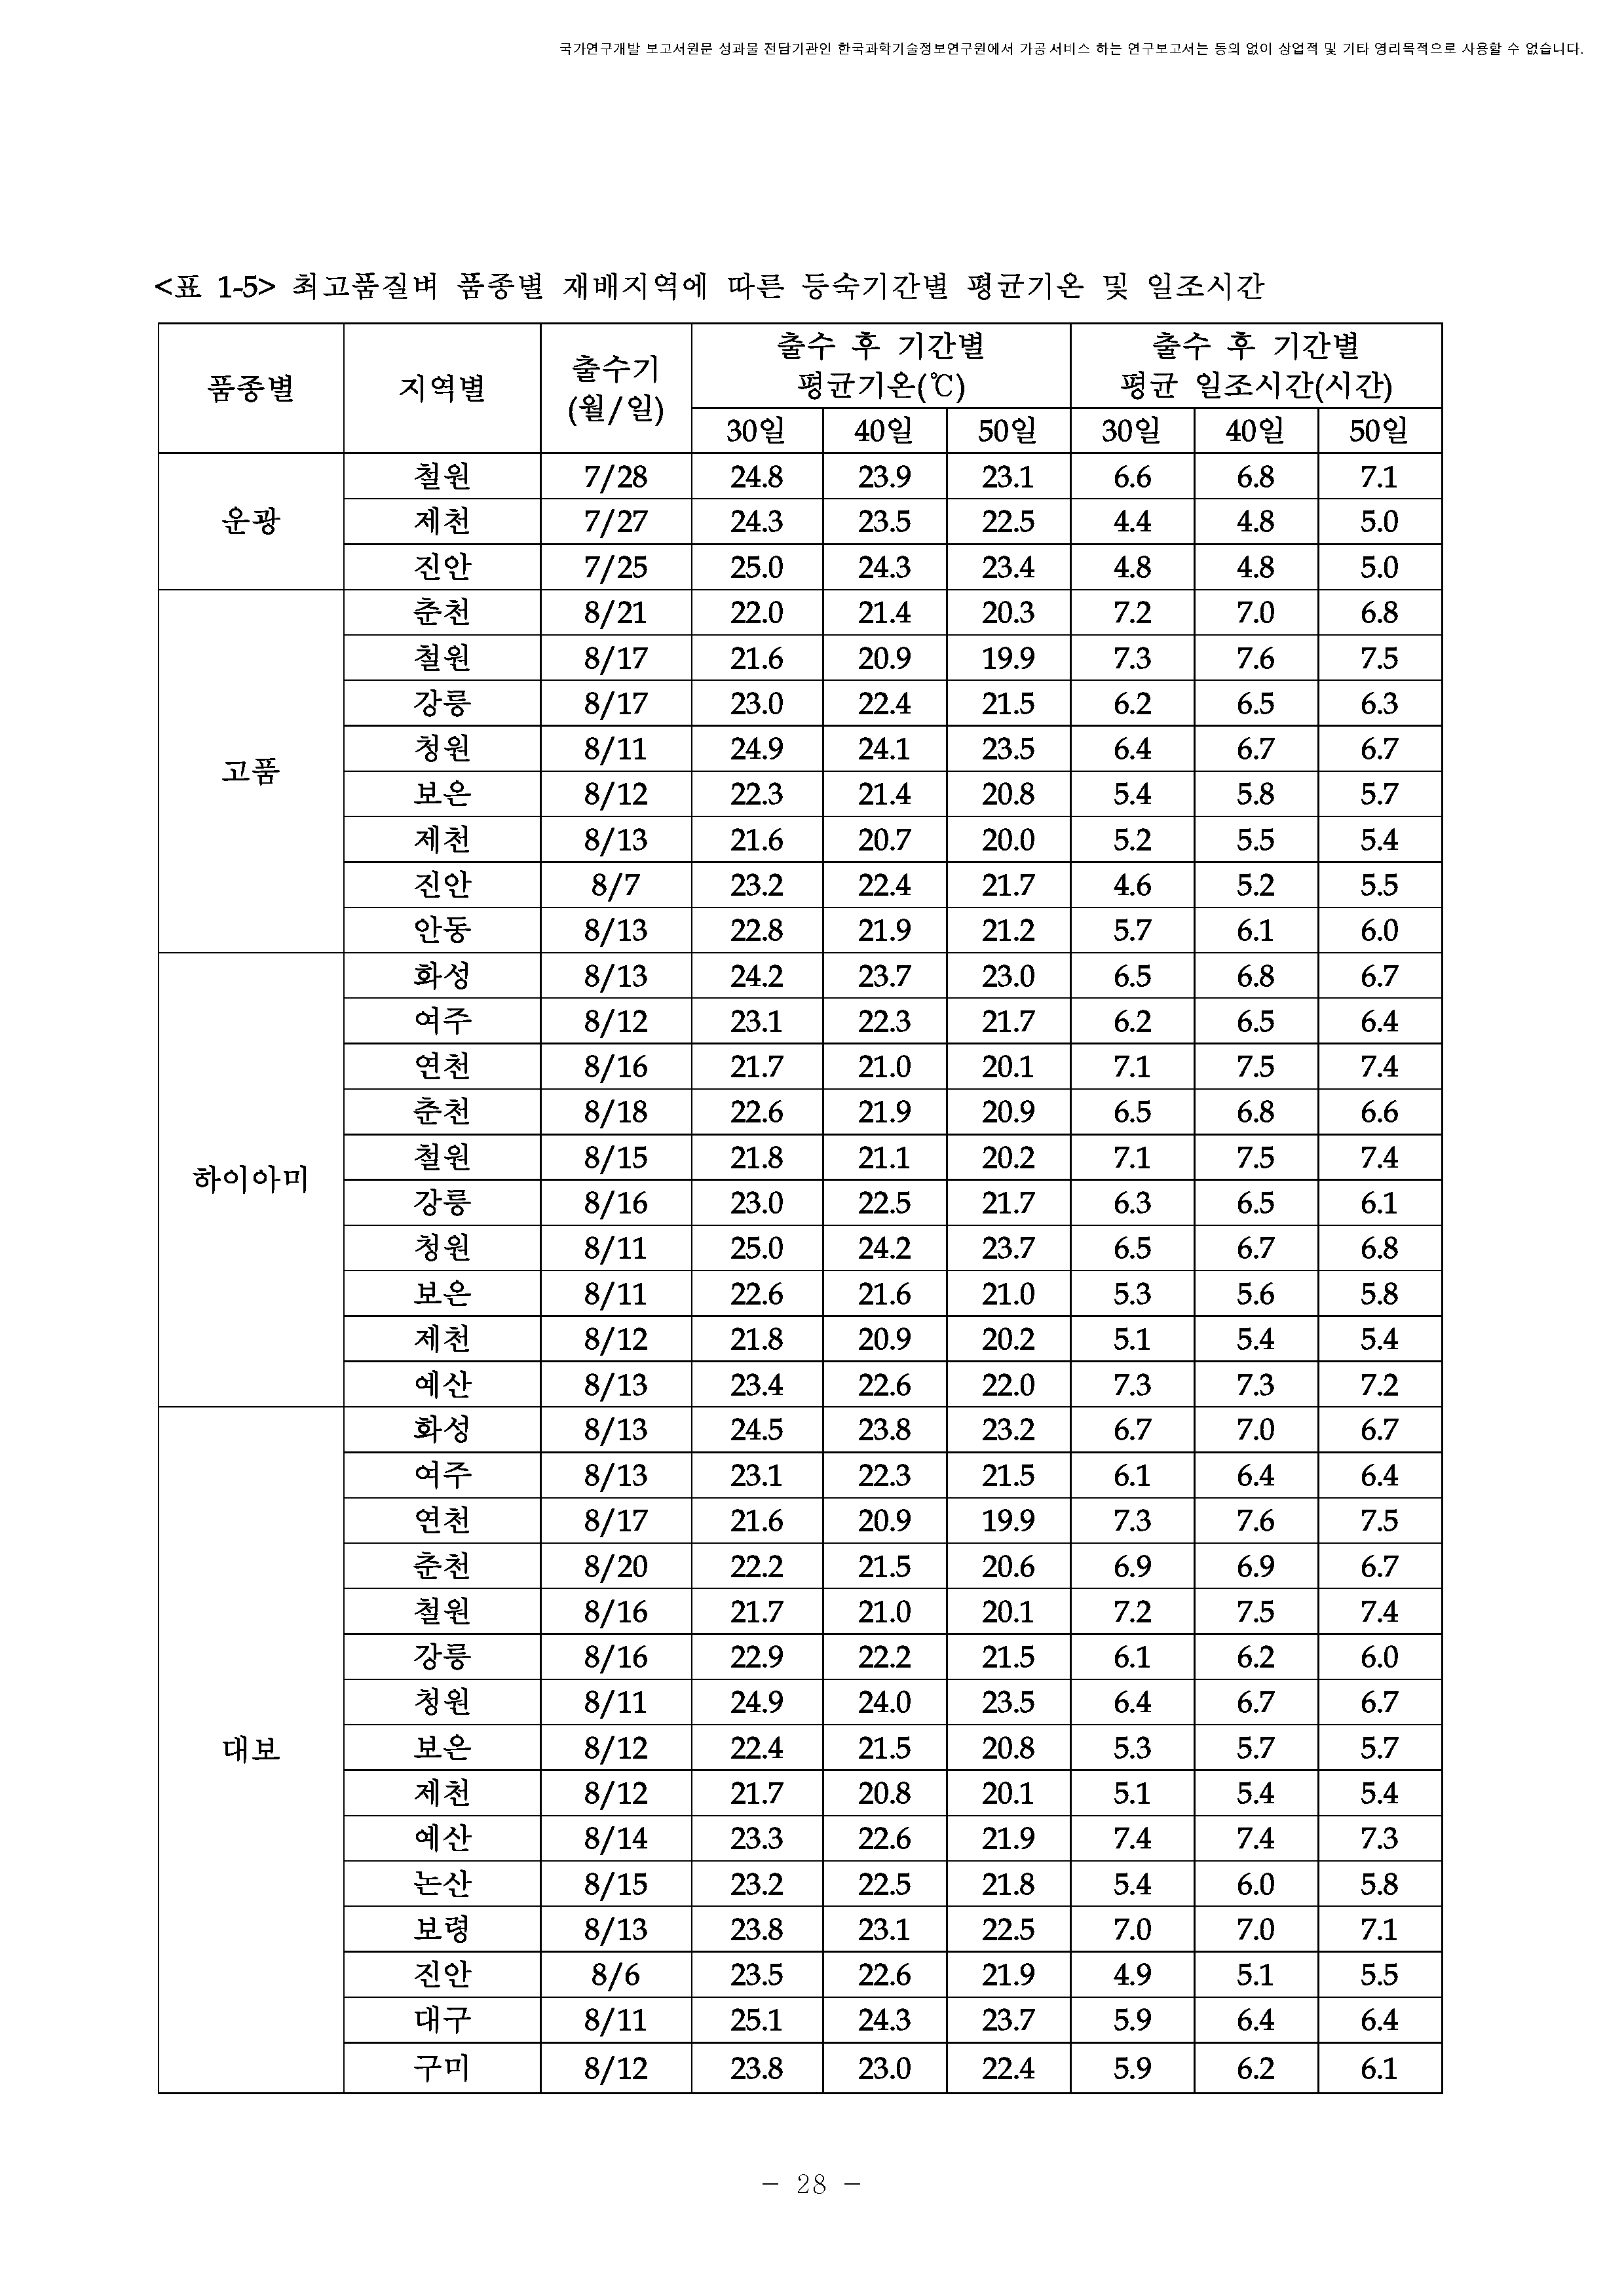 국가연구개발 보고서원문 성과물 전담기관인 한국과학기술정보연구원에서 가공·서비스 하는 연구보고서는 동의 없이 상업적 및 기타 영리목적으로 사용할 수 없습니다.
<표 1-5> 최고품질벼 품종별 재배지역에 따른 등숙기간별 평균기온 및 일조시간
품종별 지역별 출수기 (월/일) 출수 후 기간별 평균기온(℃) 출수 후 기간별 평균 일조시간(시간)
30일 40일 50일 30일 40일 50일
운광 철원 7/28 24.8 23.9 23.1 6.6 6.8 7.1
제천 7/27 24.3 23.5 22.5 4.4 4.8 5.0
진안 7/25 25.0 24.3 23.4 4.8 4.8 5.0
고품 춘천 8/21 22.0 21.4 20.3 7.2 7.0 6.8
철원 8/17 21.6 20.9 19.9 7.3 7.6 7.5
강릉 8/17 23.0 22.4 21.5 6.2 6.5 6.3
청원 8/11 24.9 24.1 23.5 6.4 6.7 6.7
보은 8/12 22.3 21.4 20.8 5.4 5.8 5.7
제천 8/13 21.6 20.7 20.0 5.2 5.5 5.4
진안 8/7 23.2 22.4 21.7 4.6 5.2 5.5
안동 8/13 22.8 21.9 21.2 5.7 6.1 6.0
하이아미 화성 8/13 24.2 23.7 23.0 6.5 6.8 6.7
여주 8/12 23.1 22.3 21.7 6.2 6.5 6.4
연천 8/16 21.7 21.0 20.1 7.1 7.5 7.4
춘천 8/18 22.6 21.9 20.9 6.5 6.8 6.6
철원 8/15 21.8 21.1 20.2 7.1 7.5 7.4
강릉 8/16 23.0 22.5 21.7 6.3 6.5 6.1
청원 8/11 25.0 24.2 23.7 6.5 6.7 6.8
보은 8/11 22.6 21.6 21.0 5.3 5.6 5.8
제천 8/12 21.8 20.9 20.2 5.1 5.4 5.4
예산 8/13 23.4 22.6 22.0 7.3 7.3 7.2
대보 화성 8/13 24.5 23.8 23.2 6.7 7.0 6.7
여주 8/13 23.1 22.3 21.5 6.1 6.4 6.4
연천 8/17 21.6 20.9 19.9 7.3 7.6 7.5
춘천 8/20 22.2 21.5 20.6 6.9 6.9 6.7
철원 8/16 21.7 21.0 20.1 7.2 7.5 7.4
강릉 8/16 22.9 22.2 21.5 6.1 6.2 6.0
청원 8/11 24.9 24.0 23.5 6.4 6.7 6.7
보은 8/12 22.4 21.5 20.8 5.3 5.7 5.7
제천 8/12 21.7 20.8 20.1 5.1 5.4 5.4
예산 8/14 23.3 22.6 21.9 7.4 7.4 7.3
논산 8/15 23.2 22.5 21.8 5.4 6.0 5.8
보령 8/13 23.8 23.1 22.5 7.0 7.0 7.1
진안 8/6 23.5 22.6 21.9 4.9 5.1 5.5
대구 8/11 25.1 24.3 23.7 5.9 6.4 6.4
구미 8/12 23.8 23.0 22.4 5.9 6.2 6.1
- 28 -